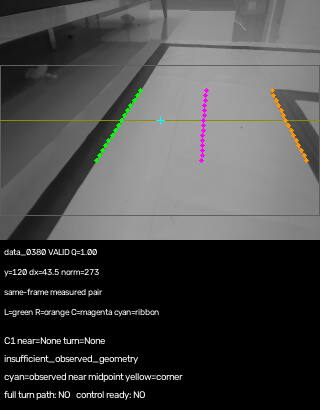 data_0380 VALID Q=1.00
y=120 dx=43.5 norm=273
same-frame measured pair
L=green R=orange C=magenta cyan=ribbon
C1 near=None turn=None
insufficient_observed_geometry
cyan=observed near midpoint yellow=corner
full turn path: NO control ready: NO